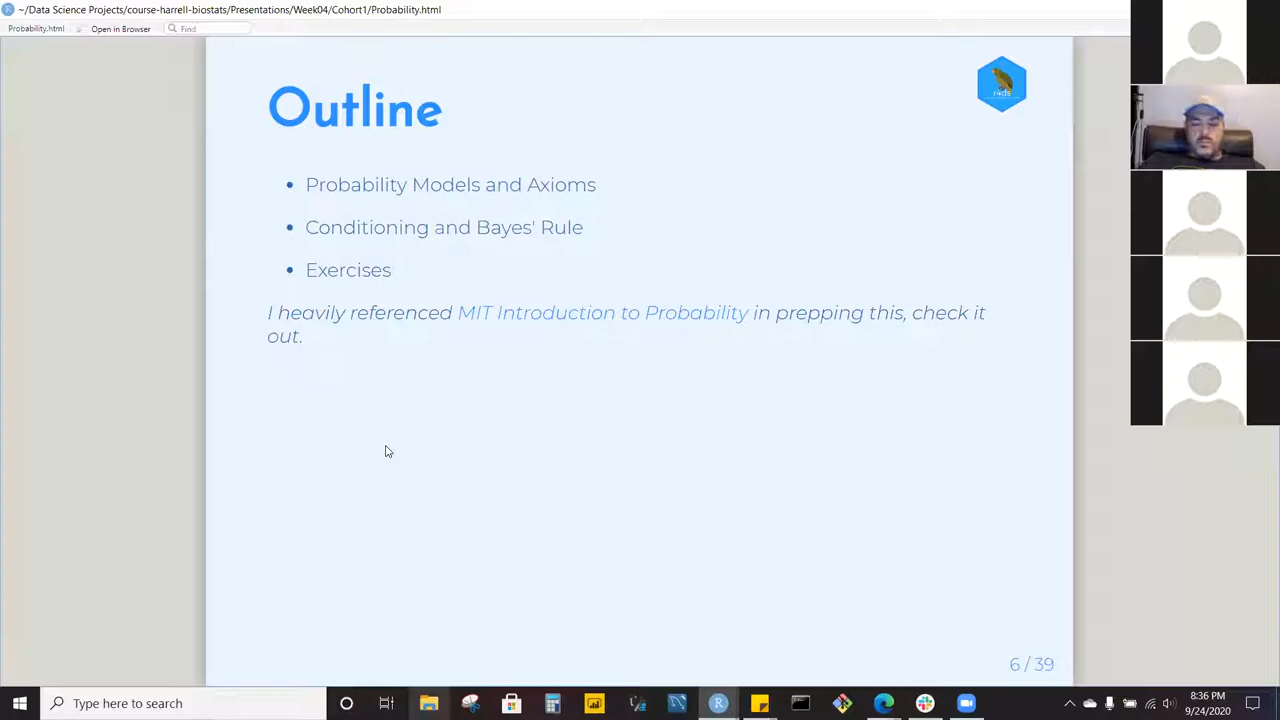 ~/Data Science Projects/course-harrell-biostats/Presentations/Week04/Cohort1/Probability.html
Probability.html
Open in Browser
Find
Outline
r4ds
Probability Models and Axioms
Conditioning and Bayes' Rule
Exercises
I heavily referenced MIT Introduction to Probability in prepping this, check it
out.
6 / 39
Type here to search
8:36 PM
9/24/2020